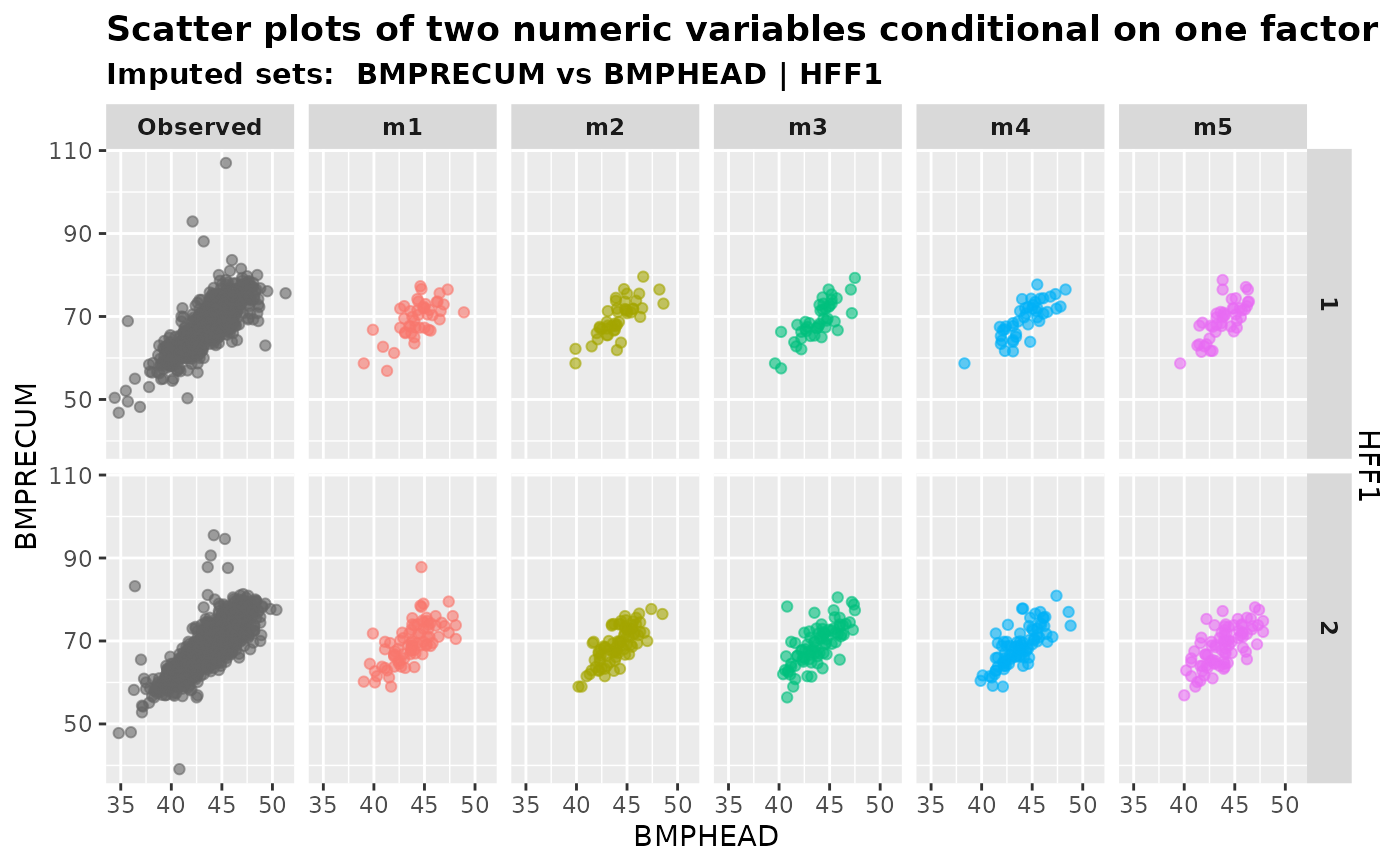 Scatter plots of two numeric variables conditional on one factor
Imputed sets:  BMPRECUM vs BMPHEAD | HFF1
Observed m1 m2 m3 m4 m5
110
90
70
50
1
110
90
70
50
2
BMPRECUM
HFF1
35 40 45 50 35 40 45 50 35 40 45 50 35 40 45 50 35 40 45 50 35 40 45 50
BMPHEAD